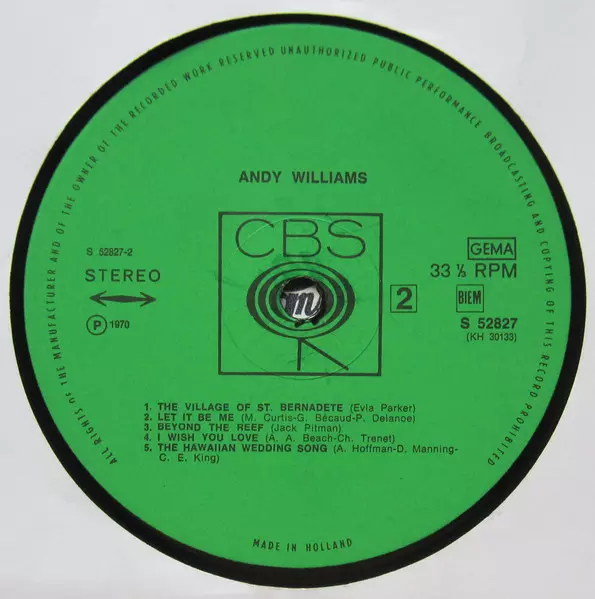 ALL RIGHTS OF THE MANUFACTURER AND OF THE OWNER OF THE RECORDED WORK RESERVED UNAUTHORIZED PUBLIC PERFORMANCE BROADCASTING AND COPYING OF THIS RECORD PROHIBITED
ANDY WILLIAMS
CBS
S 52827-2
STEREO
P 1970
GEMA
33 ⅓ RPM
2
BIEM
S 52827
(KH 30133)
m
1. THE VILLAGE OF ST. BERNADETE (Evla Parker)
2. LET IT BE ME (M. Curtis-G. Bécaud-P. Delanoe)
3. BEYOND THE REEF (Jack Pitman)
4. I WISH YOU LOVE (A. A. Beach-Ch. Trenet)
5. THE HAWAIIAN WEDDING SONG (A. Hoffman-D. Manning-
C. E. King)
MADE IN HOLLAND